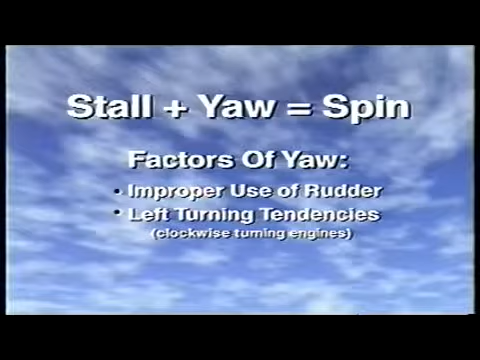 Stall + Yaw = Spin
Factors Of Yaw:
· Improper Use of Rudder
· Left Turning Tendencies
(clockwise turning engines)